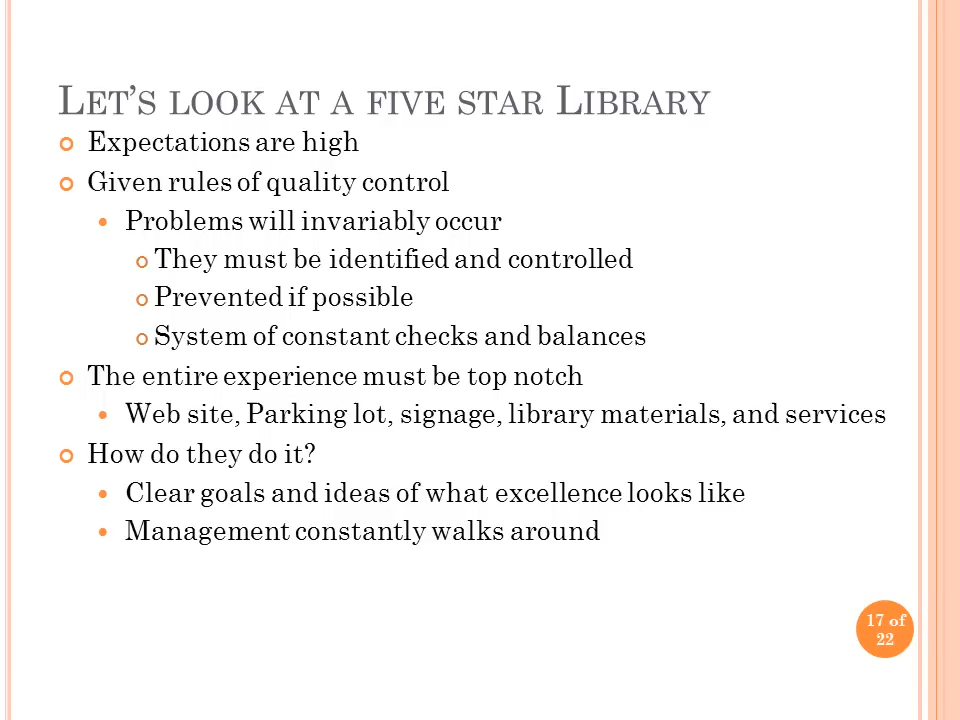 Let's look at a five star Library
Expectations are high
Given rules of quality control
Problems will invariably occur
They must be identified and controlled
Prevented if possible
System of constant checks and balances
The entire experience must be top notch
Web site, Parking lot, signage, library materials, and services
How do they do it?
Clear goals and ideas of what excellence looks like
Management constantly walks around
17 of
22